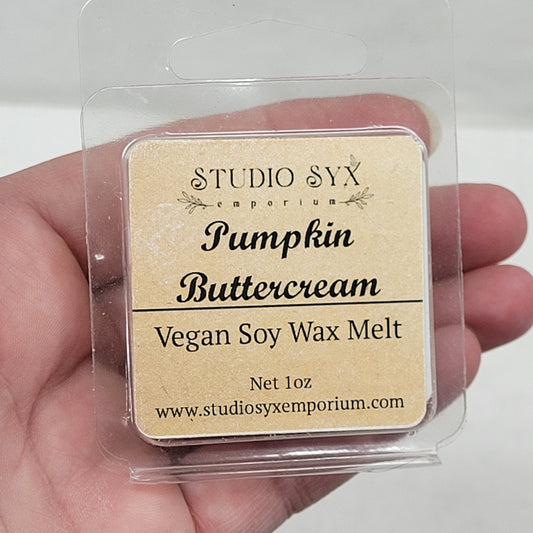 STUDIO SYX
emporium
Pumpkin
Buttercream
Vegan Soy Wax Melt
Net 1oz
www.studiosyxemporium.com